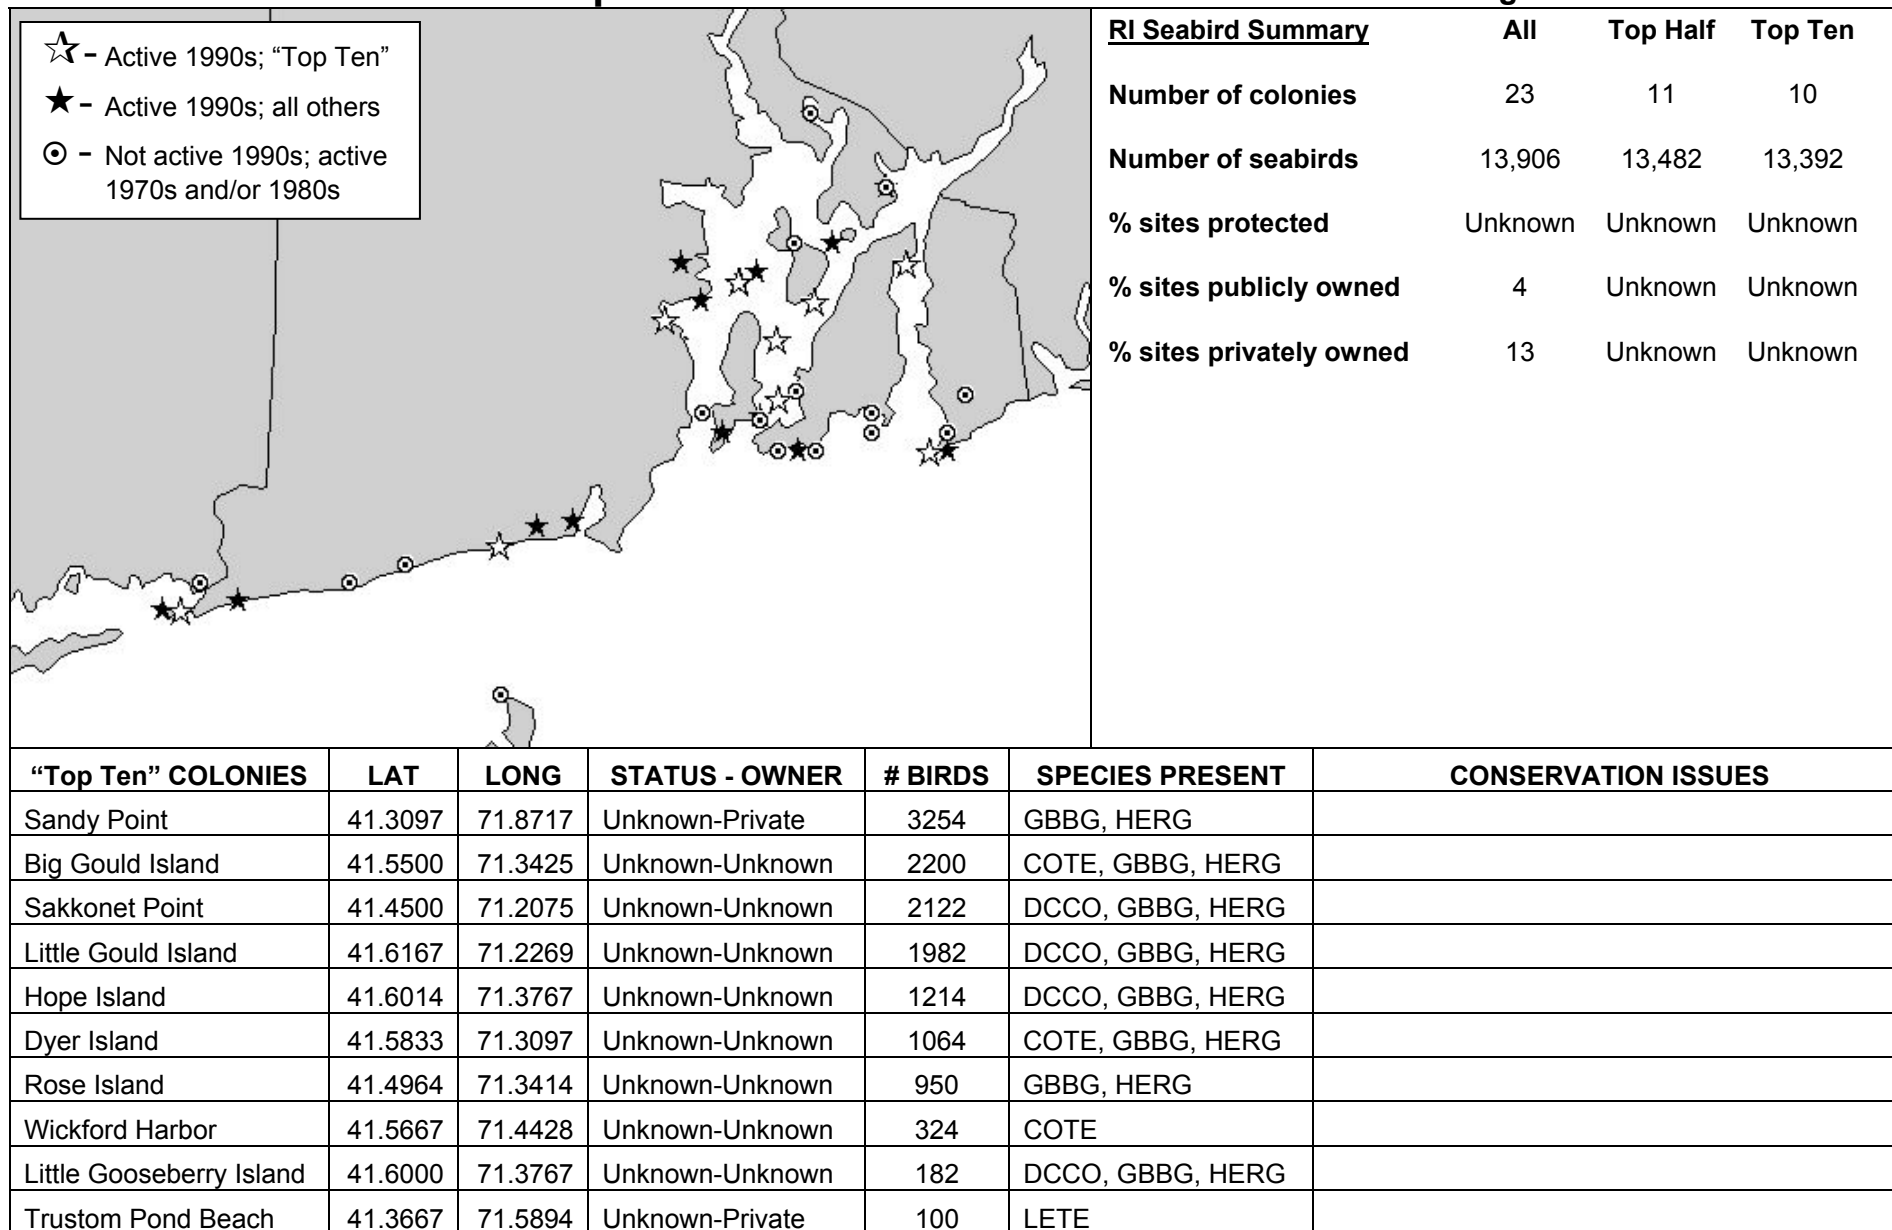 ☆ - Active 1990s; “Top Ten”
★ - Active 1990s; all others
⊙ - Not active 1990s; active
1970s and/or 1980s
RI Seabird Summary All Top Half Top Ten
Number of colonies 23 11 10
Number of seabirds 13,906 13,482 13,392
% sites protected Unknown Unknown Unknown
% sites publicly owned 4 Unknown Unknown
% sites privately owned 13 Unknown Unknown
“Top Ten” COLONIES LAT LONG STATUS - OWNER # BIRDS SPECIES PRESENT CONSERVATION ISSUES
Sandy Point 41.3097 71.8717 Unknown-Private 3254 GBBG, HERG
Big Gould Island 41.5500 71.3425 Unknown-Unknown 2200 COTE, GBBG, HERG
Sakkonet Point 41.4500 71.2075 Unknown-Unknown 2122 DCCO, GBBG, HERG
Little Gould Island 41.6167 71.2269 Unknown-Unknown 1982 DCCO, GBBG, HERG
Hope Island 41.6014 71.3767 Unknown-Unknown 1214 DCCO, GBBG, HERG
Dyer Island 41.5833 71.3097 Unknown-Unknown 1064 COTE, GBBG, HERG
Rose Island 41.4964 71.3414 Unknown-Unknown 950 GBBG, HERG
Wickford Harbor 41.5667 71.4428 Unknown-Unknown 324 COTE
Little Gooseberry Island 41.6000 71.3767 Unknown-Unknown 182 DCCO, GBBG, HERG
Trustom Pond Beach 41.3667 71.5894 Unknown-Private 100 LETE